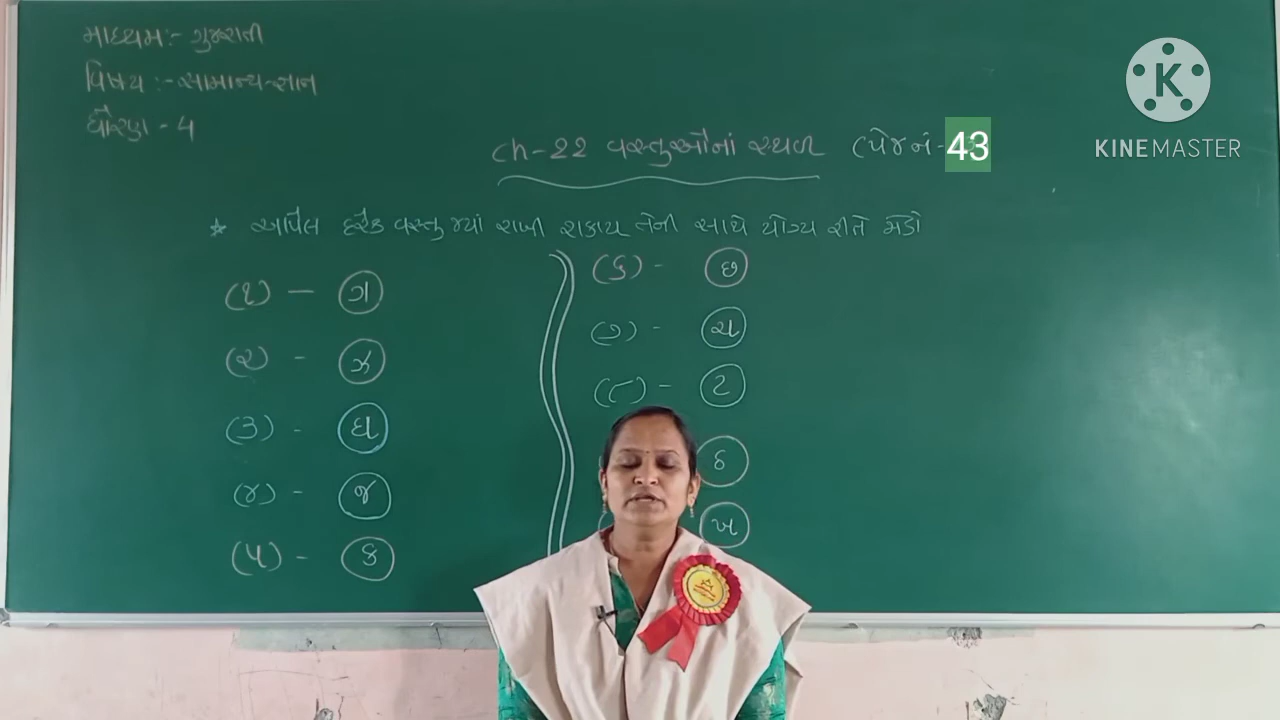 માધ્યમ:- ગુજરાતી
વિષય:- સામાન્ય-જ્ઞાન
ધોરણ - 4
Ch-22 વસ્તુઓનાં સ્થળ (પેજનં- 43
* આપેલ દરેક વસ્તુ જ્યાં રાખી શકાય તેની સાથે યોગ્ય રીતે જોડો
(૧) - ગ
(૨) - ઝ
(૩) - ઘ
(૪) - જ
(૫) - ક
(૬) - છ
(૭) - ચ
(૮) - ટ
ઠ
ખ
K
KINEMASTER